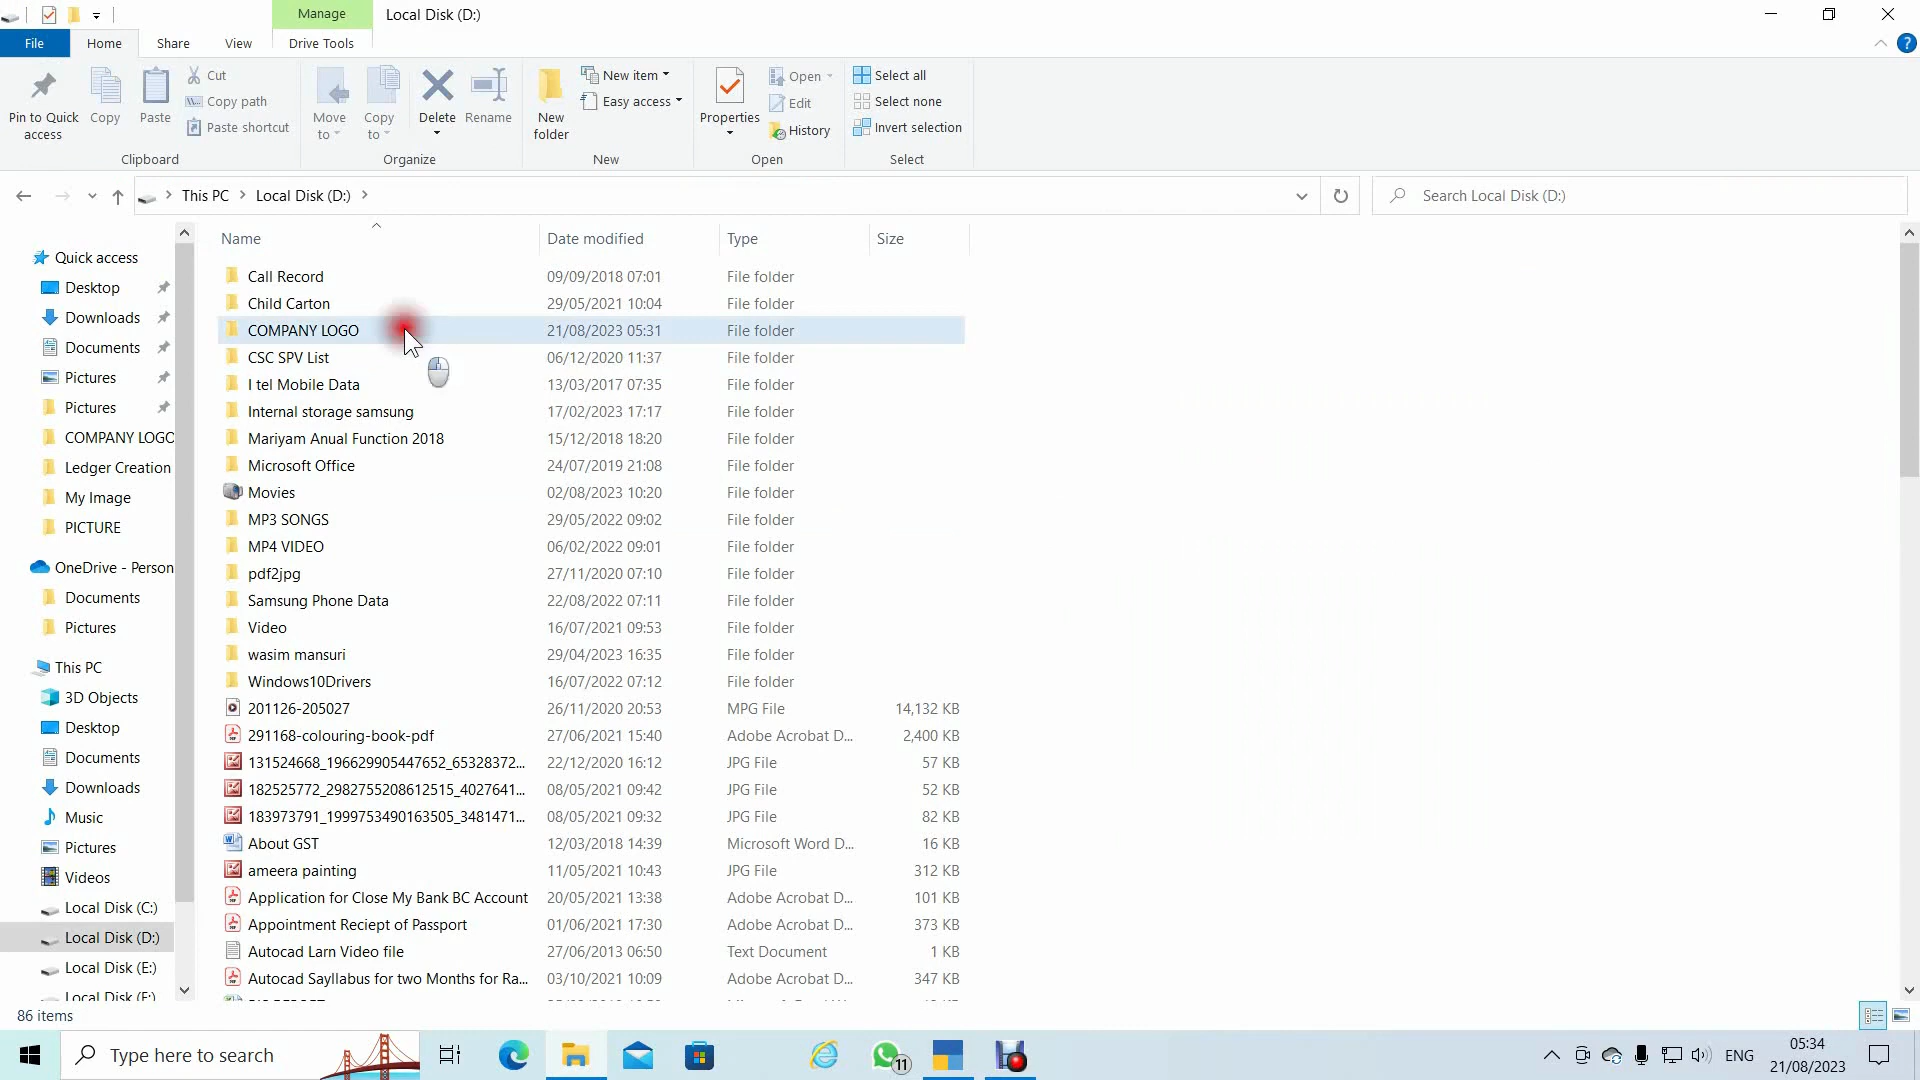 Manage
Local Disk (D:)
File
Home
Share
View
Drive Tools
Pin to Quick access
Copy
Paste
Cut
Copy path
Paste shortcut
Clipboard
Move to
Copy to
Delete
Rename
Organize
New folder
New item
Easy access
New
Properties
Open
Edit
History
Open
Select all
Select none
Invert selection
Select
This PC
Local Disk (D:)
Search Local Disk (D:)
Quick access
Desktop
Downloads
Documents
Pictures
Pictures
COMPANY LOGO
Ledger Creation
My Image
PICTURE
OneDrive - Person
Documents
Pictures
This PC
3D Objects
Desktop
Documents
Downloads
Music
Pictures
Videos
Local Disk (C:)
Local Disk (D:)
Local Disk (E:)
Local Disk (F:)
Name Date modified Type Size
Call Record 09/09/2018 07:01 File folder
Child Carton 29/05/2021 10:04 File folder
COMPANY LOGO 21/08/2023 05:31 File folder
CSC SPV List 06/12/2020 11:37 File folder
I tel Mobile Data 13/03/2017 07:35 File folder
Internal storage samsung 17/02/2023 17:17 File folder
Mariyam Anual Function 2018 15/12/2018 18:20 File folder
Microsoft Office 24/07/2019 21:08 File folder
Movies 02/08/2023 10:20 File folder
MP3 SONGS 29/05/2022 09:02 File folder
MP4 VIDEO 06/02/2022 09:01 File folder
pdf2jpg 27/11/2020 07:10 File folder
Samsung Phone Data 22/08/2022 07:11 File folder
Video 16/07/2021 09:53 File folder
wasim mansuri 29/04/2023 16:35 File folder
Windows10Drivers 16/07/2022 07:12 File folder
201126-205027 26/11/2020 20:53 MPG File 14,132 KB
291168-colouring-book-pdf 27/06/2021 15:40 Adobe Acrobat D... 2,400 KB
131524668_196629905447652_65328372... 22/12/2020 16:12 JPG File 57 KB
182525772_2982755208612515_4027641... 08/05/2021 09:42 JPG File 52 KB
183973791_1999753490163505_3481471... 08/05/2021 09:32 JPG File 82 KB
About GST 12/03/2018 14:39 Microsoft Word D... 16 KB
ameera painting 11/05/2021 10:43 JPG File 312 KB
Application for Close My Bank BC Account 20/05/2021 13:38 Adobe Acrobat D... 101 KB
Appointment Reciept of Passport 01/06/2021 17:30 Adobe Acrobat D... 373 KB
Autocad Larn Video file 27/06/2013 06:50 Text Document 1 KB
Autocad Sayllabus for two Months for Ra... 03/10/2021 10:09 Adobe Acrobat D... 347 KB
86 items
Type here to search
11
ENG
05:34
21/08/2023